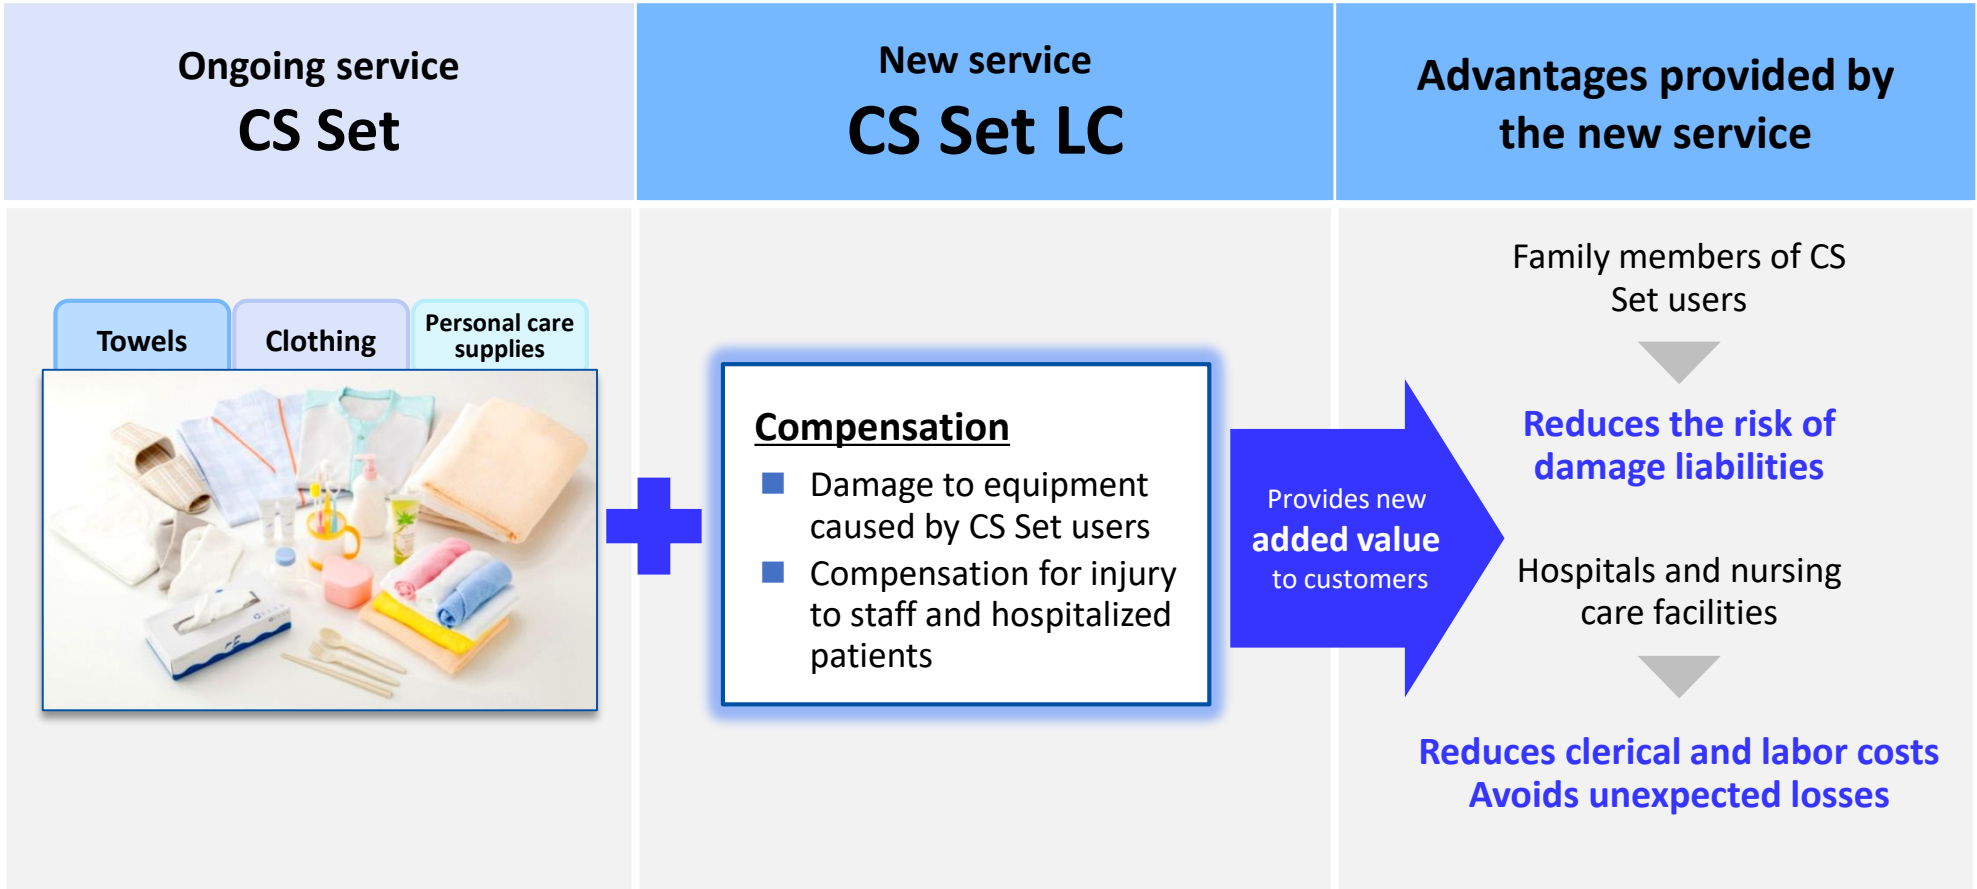 Ongoing service
CS Set
New service
CS Set LC
Advantages provided by
the new service
Towels
Clothing
Personal care
supplies
Compensation
Damage to equipment
caused by CS Set users
Compensation for injury
to staff and hospitalized
patients
Provides new
added value
to customers
Family members of CS
Set users
Reduces the risk of
damage liabilities
Hospitals and nursing
care facilities
Reduces clerical and labor costs
Avoids unexpected losses